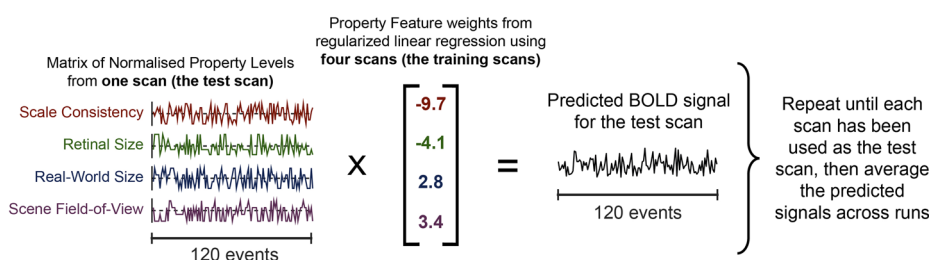 Property Feature weights from
regularized linear regression using
four scans (the training scans)
Matrix of Normalised Property Levels
from one scan (the test scan)
Scale Consistency
Retinal Size
Real-World Size
Scene Field-of-View
120 events
x
-9.7
-4.1
2.8
3.4
=
Predicted BOLD signal
for the test scan
120 events
Repeat until each
scan has been
used as the test
scan, then average
the predicted
signals across runs